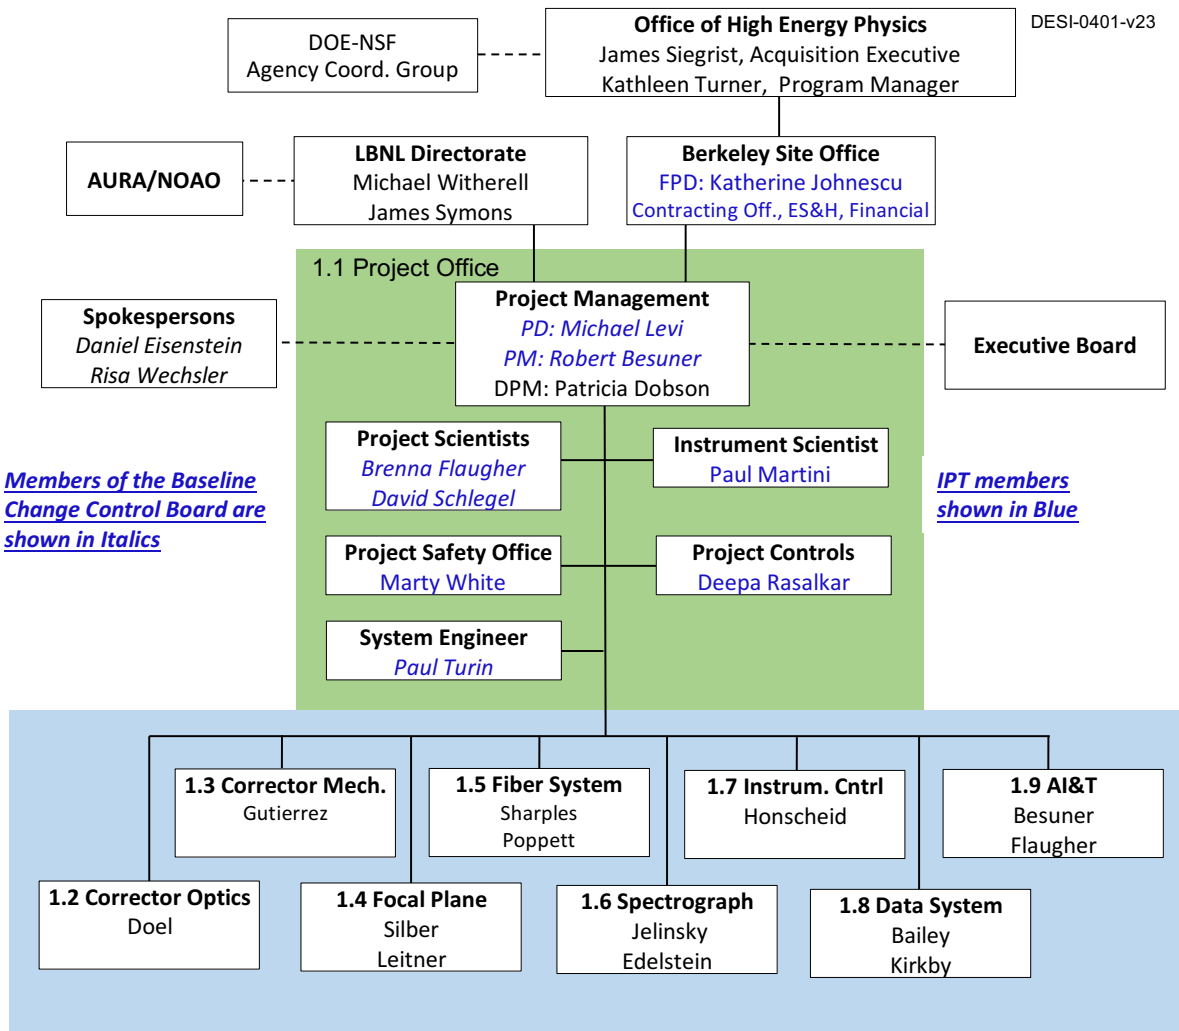 DESI-0401-v23
DOE-NSF
Agency Coord. Group
Office of High Energy Physics
James Siegrist, Acquisition Executive
Kathleen Turner, Program Manager
AURA/NOAO
LBNL Directorate
Michael Witherell
James Symons
Berkeley Site Office
FPD: Katherine Johnescu
Contracting Off., ES&H, Financial
1.1 Project Office
Project Management
PD: Michael Levi
PM: Robert Besuner
DPM: Patricia Dobson
Spokespersons
Daniel Eisenstein
Risa Wechsler
Executive Board
Project Scientists
Brenna Flaugher
David Schlegel
Instrument Scientist
Paul Martini
Members of the Baseline
Change Control Board are
shown in Italics
IPT members
shown in Blue
Project Safety Office
Marty White
Project Controls
Deepa Rasalkar
System Engineer
Paul Turin
1.3 Corrector Mech.
Gutierrez
1.5 Fiber System
Sharples
Poppett
1.7 Instrum. Cntrl
Honscheid
1.9 AI&T
Besuner
Flaugher
1.2 Corrector Optics
Doel
1.4 Focal Plane
Silber
Leitner
1.6 Spectrograph
Jelinsky
Edelstein
1.8 Data System
Bailey
Kirkby